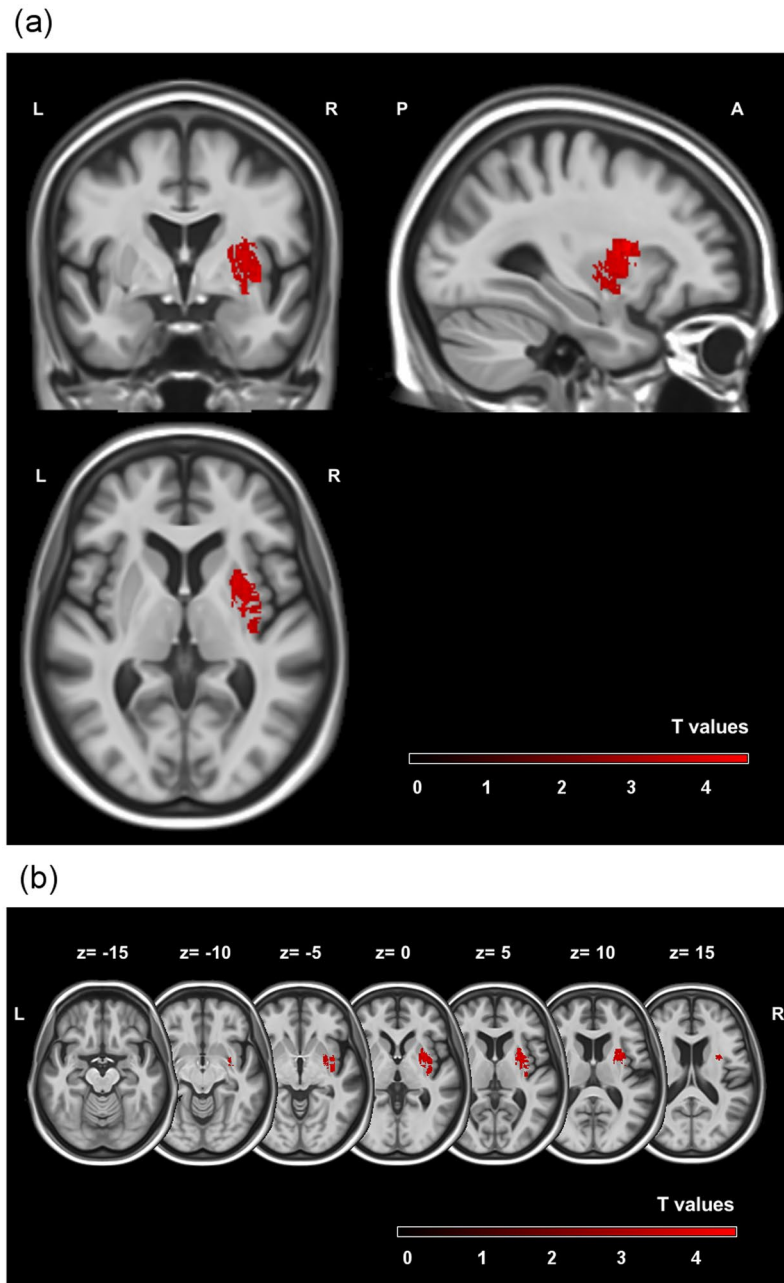 (a)
L R P A
L R
T values
0 1 2 3 4
(b)
z= -15 z= -10 z= -5 z= 0 z= 5 z= 10 z= 15
L R
T values
0 1 2 3 4